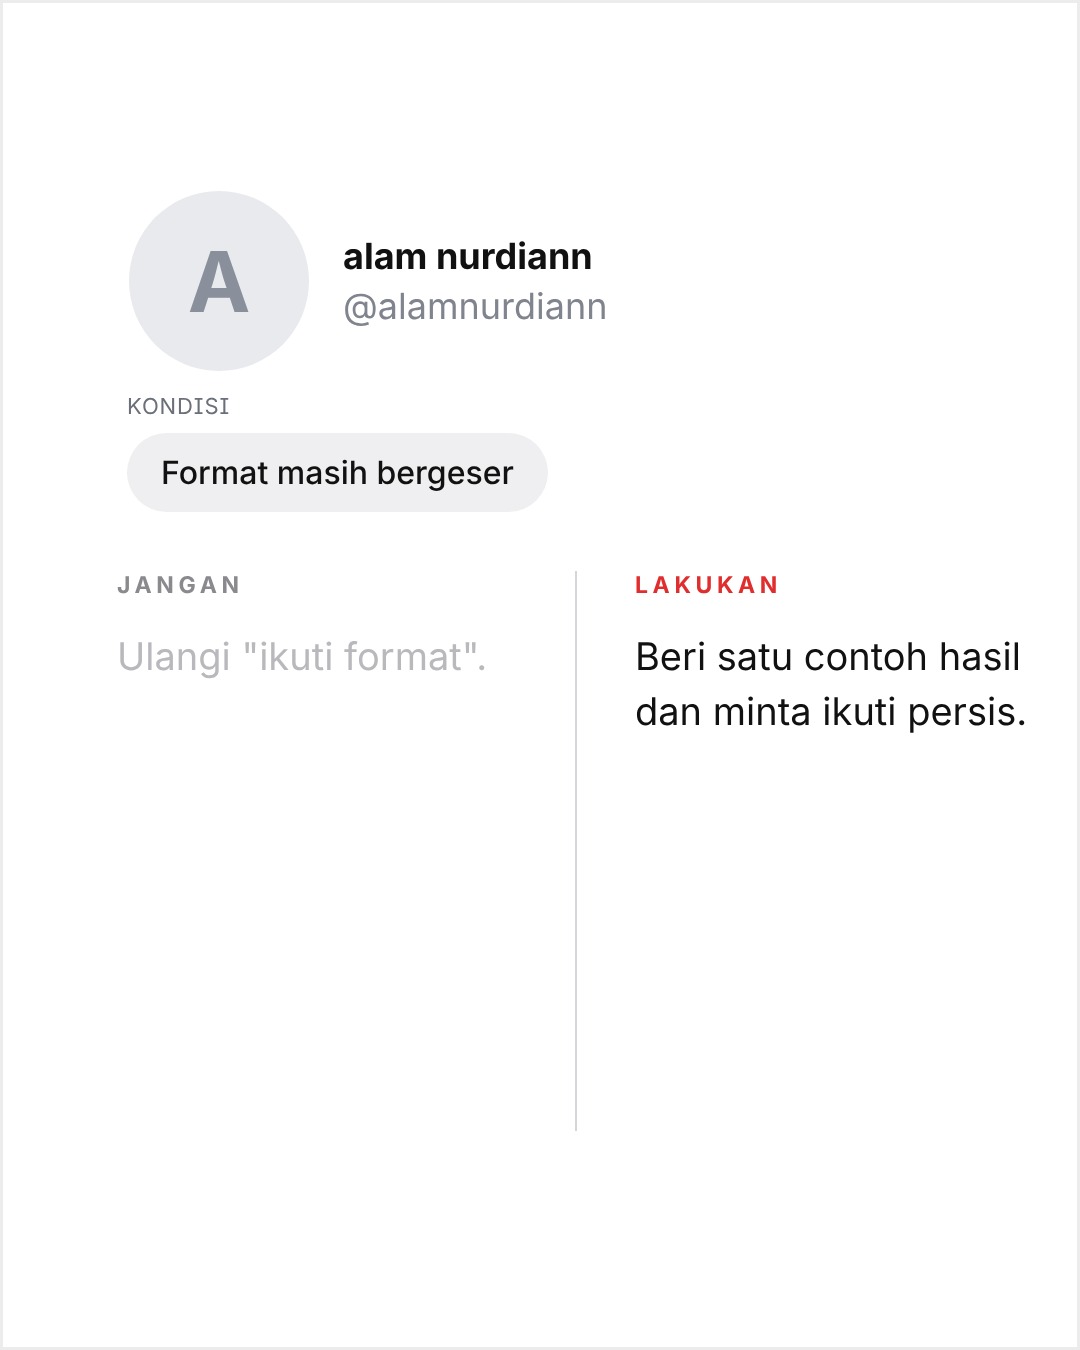 A
alam nurdiann
@alamnurdiann
KONDISI
Format masih bergeser
JANGAN
Ulangi "ikuti format".
LAKUKAN
Beri satu contoh hasil
dan minta ikuti persis.